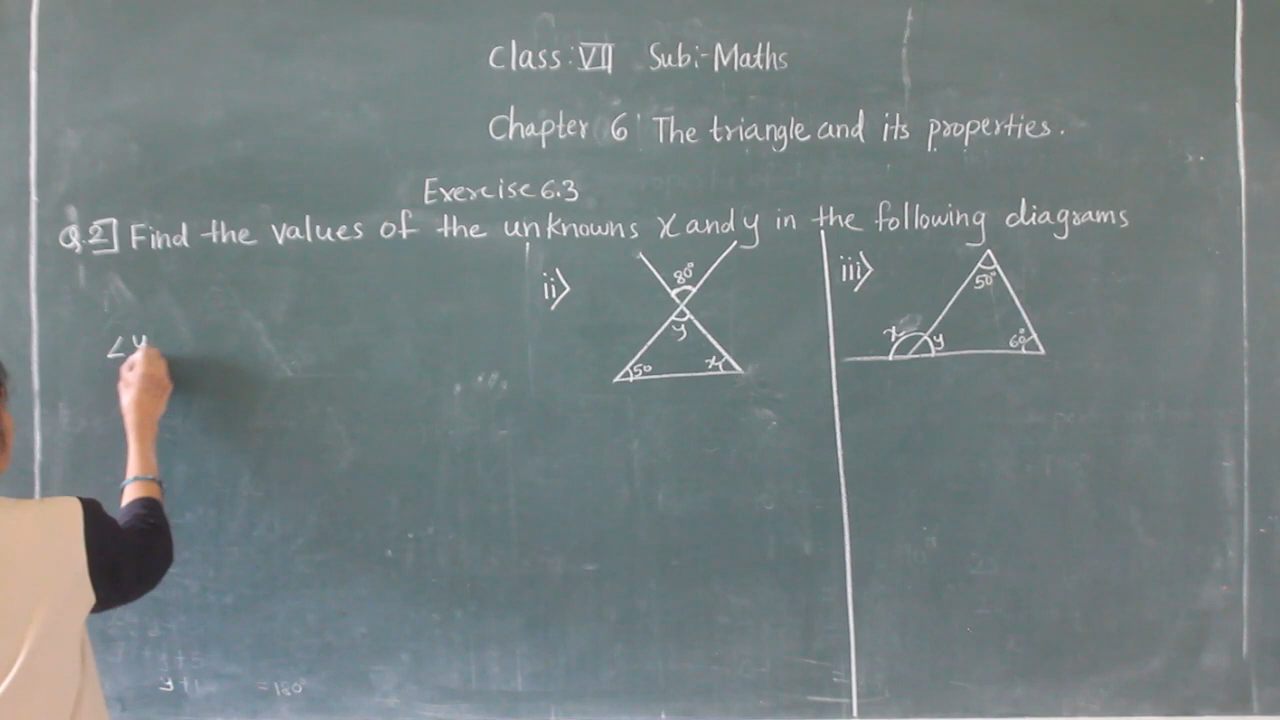 Class: VII Sub:-Maths
Chapter 6 The triangle and its properties.
Exercise 6.3
Q.2] Find the values of the unknowns x and y in the following diagrams
ii) 80°
y
50 x
iii) 50°
x y 60°
∠y
y+ =180°